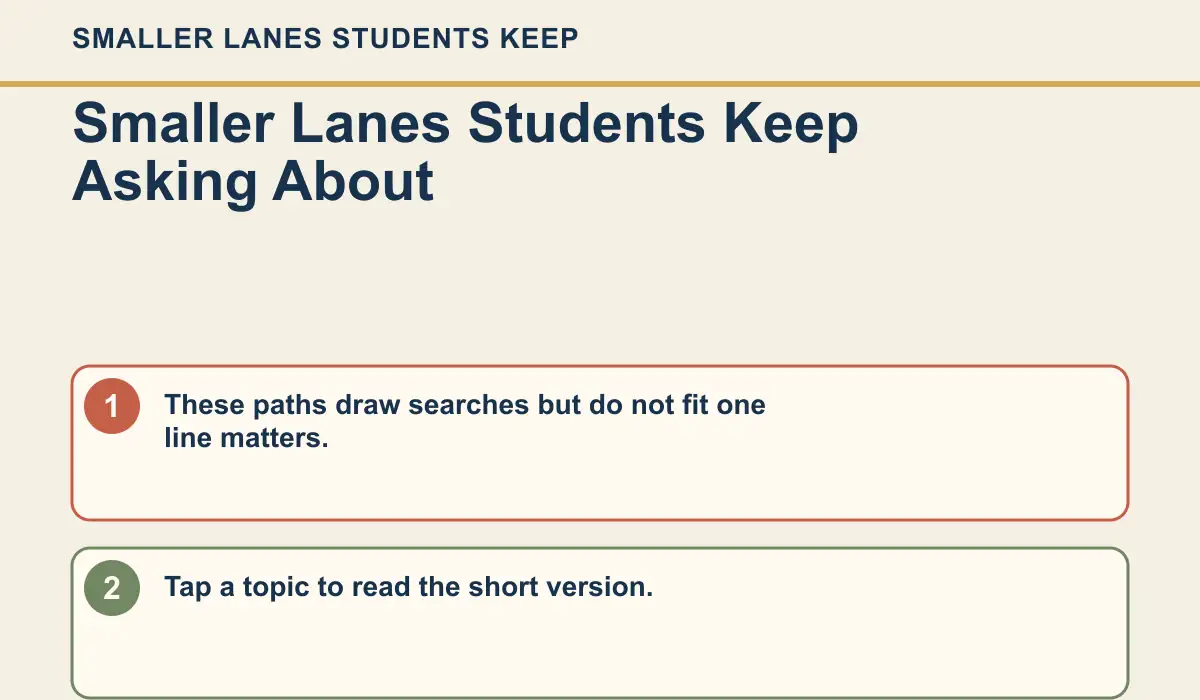 SMALLER LANES STUDENTS KEEP
Smaller Lanes Students Keep
Asking About
1
These paths draw searches but do not fit one
line matters.
2
Tap a topic to read the short version.